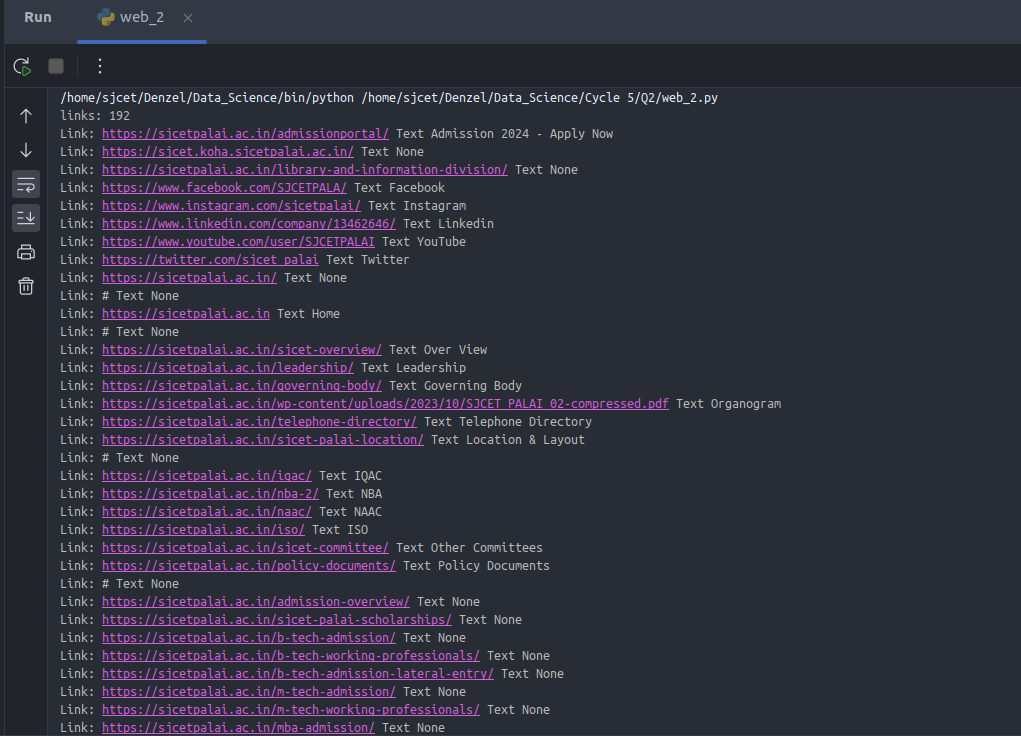 Run web_2
/home/sjcet/Denzel/Data_Science/bin/python /home/sjcet/Denzel/Data_Science/Cycle 5/Q2/web_2.py
links: 192
Link: https://sjcetpalai.ac.in/admissionportal/ Text Admission 2024 - Apply Now
Link: https://sjcet.koha.sjcetpalai.ac.in/ Text None
Link: https://sjcetpalai.ac.in/library-and-information-division/ Text None
Link: https://www.facebook.com/SJCETPALA/ Text Facebook
Link: https://www.instagram.com/sjcetpalai/ Text Instagram
Link: https://www.linkedin.com/company/13462646/ Text Linkedin
Link: https://www.youtube.com/user/SJCETPALAI Text YouTube
Link: https://twitter.com/sjcet_palai Text Twitter
Link: https://sjcetpalai.ac.in/ Text None
Link: # Text None
Link: https://sjcetpalai.ac.in Text Home
Link: # Text None
Link: https://sjcetpalai.ac.in/sjcet-overview/ Text Over View
Link: https://sjcetpalai.ac.in/leadership/ Text Leadership
Link: https://sjcetpalai.ac.in/governing-body/ Text Governing Body
Link: https://sjcetpalai.ac.in/wp-content/uploads/2023/10/SJCET_PALAI_02-compressed.pdf Text Organogram
Link: https://sjcetpalai.ac.in/telephone-directory/ Text Telephone Directory
Link: https://sjcetpalai.ac.in/sjcet-palai-location/ Text Location & Layout
Link: # Text None
Link: https://sjcetpalai.ac.in/iqac/ Text IQAC
Link: https://sjcetpalai.ac.in/nba-2/ Text NBA
Link: https://sjcetpalai.ac.in/naac/ Text NAAC
Link: https://sjcetpalai.ac.in/iso/ Text ISO
Link: https://sjcetpalai.ac.in/sjcet-committee/ Text Other Committees
Link: https://sjcetpalai.ac.in/policy-documents/ Text Policy Documents
Link: # Text None
Link: https://sjcetpalai.ac.in/admission-overview/ Text None
Link: https://sjcetpalai.ac.in/sjcet-palai-scholarships/ Text None
Link: https://sjcetpalai.ac.in/b-tech-admission/ Text None
Link: https://sjcetpalai.ac.in/b-tech-working-professionals/ Text None
Link: https://sjcetpalai.ac.in/b-tech-admission-lateral-entry/ Text None
Link: https://sjcetpalai.ac.in/m-tech-admission/ Text None
Link: https://sjcetpalai.ac.in/m-tech-working-professionals/ Text None
Link: https://sjcetpalai.ac.in/mba-admission/ Text None